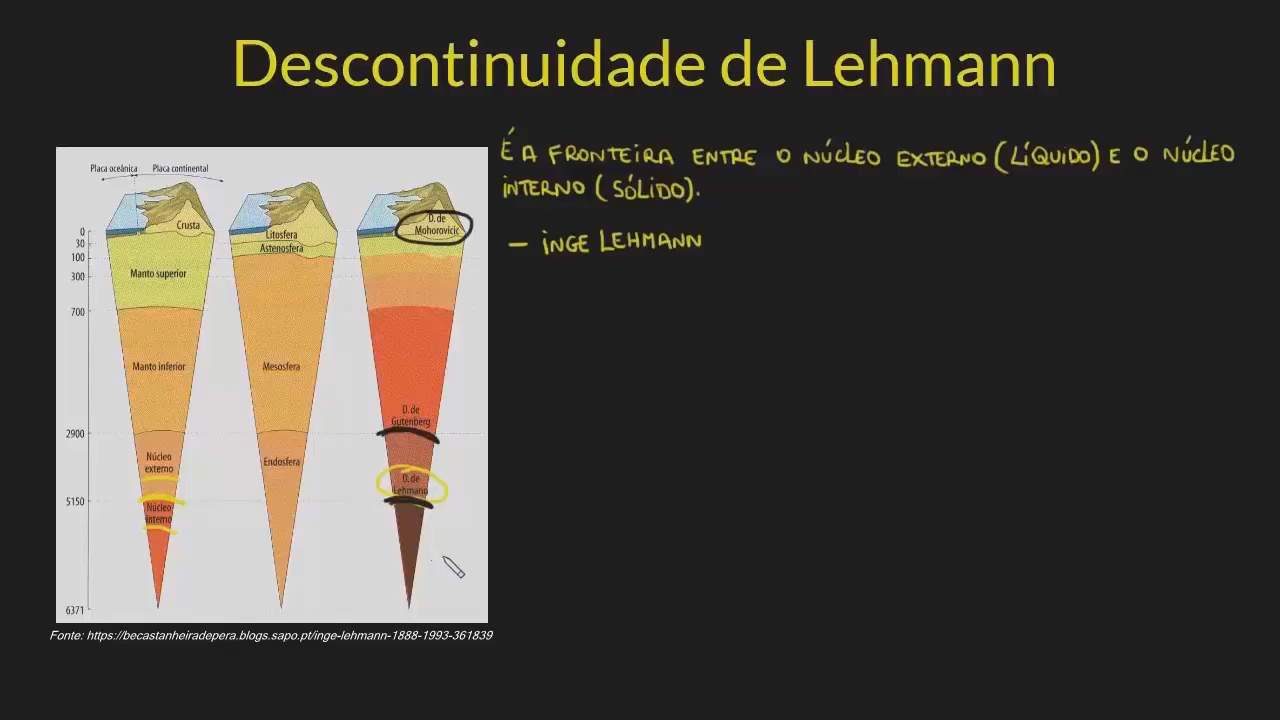 Descontinuidade de Lehmann
É A FRONTEIRA ENTRE O NÚCLEO EXTERNO (LÍQUIDO) E O NÚCLEO
INTERNO (SÓLIDO).
– INGE LEHMANN
Placa oceânica Placa continental
Crusta
Manto superior
Manto inferior
Núcleo
externo
Núcleo
interno
0
30
100
300
700
2900
5150
6371
Litosfera
Astenosfera
Mesosfera
Endosfera
D. de
Mohorovicic
D. de
Gutenberg
D. de
Lehmann
Fonte: https://becastanheiradepera.blogs.sapo.pt/inge-lehmann-1888-1993-361839